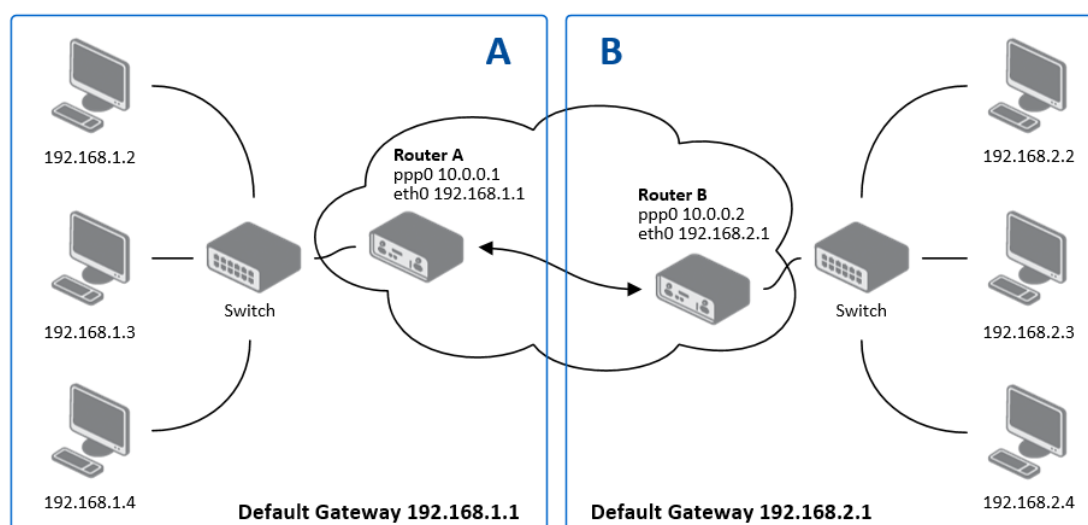 A
B
192.168.1.2
192.168.2.2
Router A
ppp0 10.0.0.1
eth0 192.168.1.1
Router B
ppp0 10.0.0.2
eth0 192.168.2.1
Switch
Switch
192.168.1.3
192.168.2.3
192.168.1.4
192.168.2.4
Default Gateway 192.168.1.1
Default Gateway 192.168.2.1